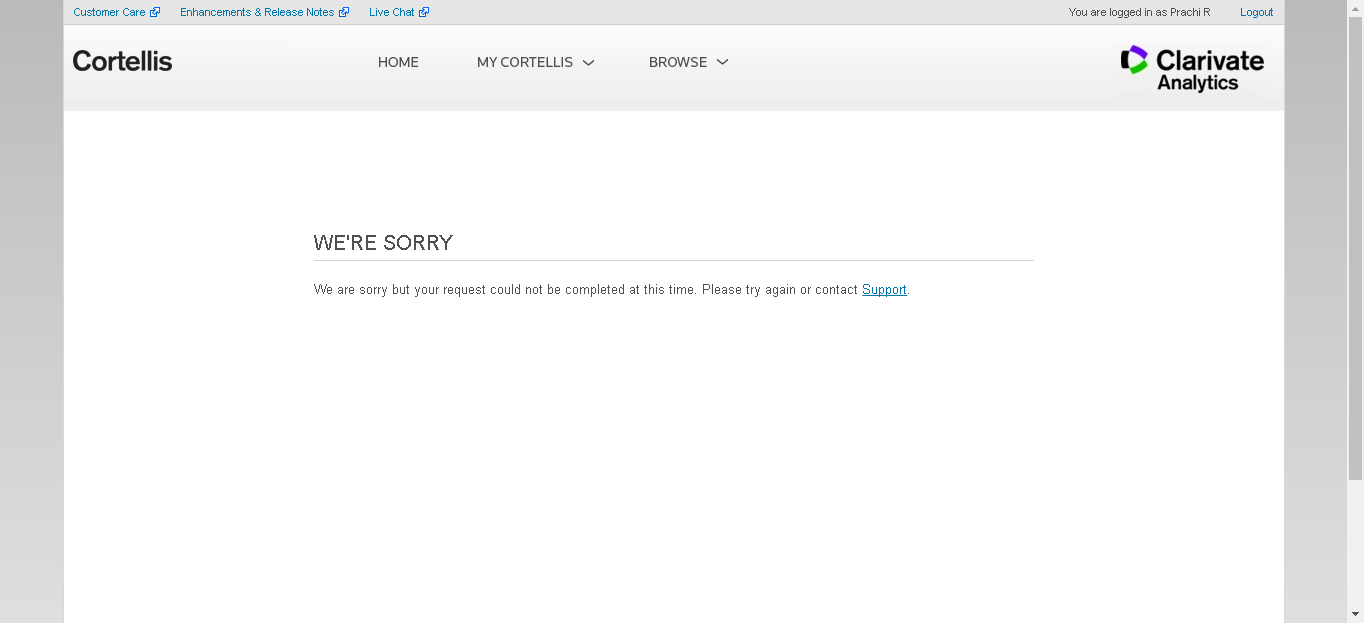 Customer Care Enhancements & Release Notes Live Chat You are logged in as Prachi R Logout
Cortellis HOME MY CORTELLIS BROWSE Clarivate
Analytics
WE'RE SORRY
We are sorry but your request could not be completed at this time. Please try again or contact Support.